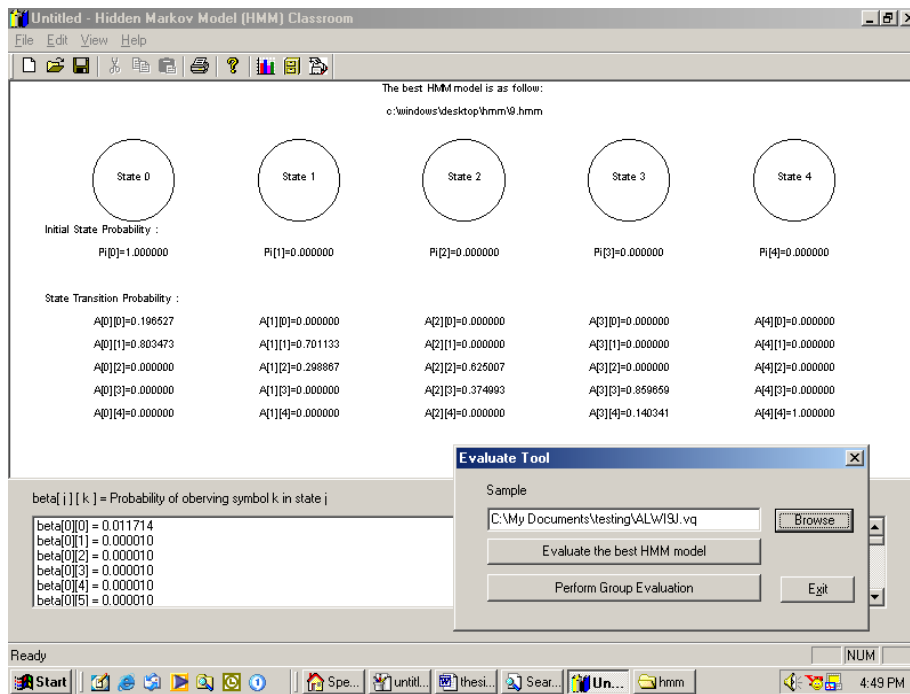 Untitled - Hidden Markov Model (HMM) Classroom
File Edit View Help
The best HMM model is as follow:
c:\windows\desktop\hmm\9.hmm
State 0 State 1 State 2 State 3 State 4
Initial State Probability :
Pi[0]=1.000000 Pi[1]=0.000000 Pi[2]=0.000000 Pi[3]=0.000000 Pi[4]=0.000000
State Transition Probability :
A[0][0]=0.196527 A[1][0]=0.000000 A[2][0]=0.000000 A[3][0]=0.000000 A[4][0]=0.000000
A[0][1]=0.803473 A[1][1]=0.701133 A[2][1]=0.000000 A[3][1]=0.000000 A[4][1]=0.000000
A[0][2]=0.000000 A[1][2]=0.298867 A[2][2]=0.625007 A[3][2]=0.000000 A[4][2]=0.000000
A[0][3]=0.000000 A[1][3]=0.000000 A[2][3]=0.374993 A[3][3]=0.859659 A[4][3]=0.000000
A[0][4]=0.000000 A[1][4]=0.000000 A[2][4]=0.000000 A[3][4]=0.140341 A[4][4]=1.000000
beta[ j ] [ k ] = Probability of oberving symbol k in state j
beta[0][0] = 0.011714
beta[0][1] = 0.000010
beta[0][2] = 0.000010
beta[0][3] = 0.000010
beta[0][4] = 0.000010
beta[0][5] = 0.000010
Evaluate Tool
Sample
C:\My Documents\testing\ALWI9J.vq Browse
Evaluate the best HMM model
Perform Group Evaluation Exit
Ready NUM
Start Spe... untitl... thesi... Sear... Un... hmm 4:49 PM